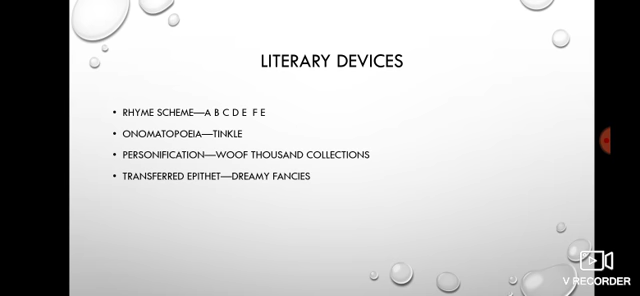 LITERARY DEVICES
• RHYME SCHEME—A B C D E F E
• ONOMATOPOEIA—TINKLE
• PERSONIFICATION—WOOF THOUSAND COLLECTIONS
• TRANSFERRED EPITHET—DREAMY FANCIES
V RECORDER